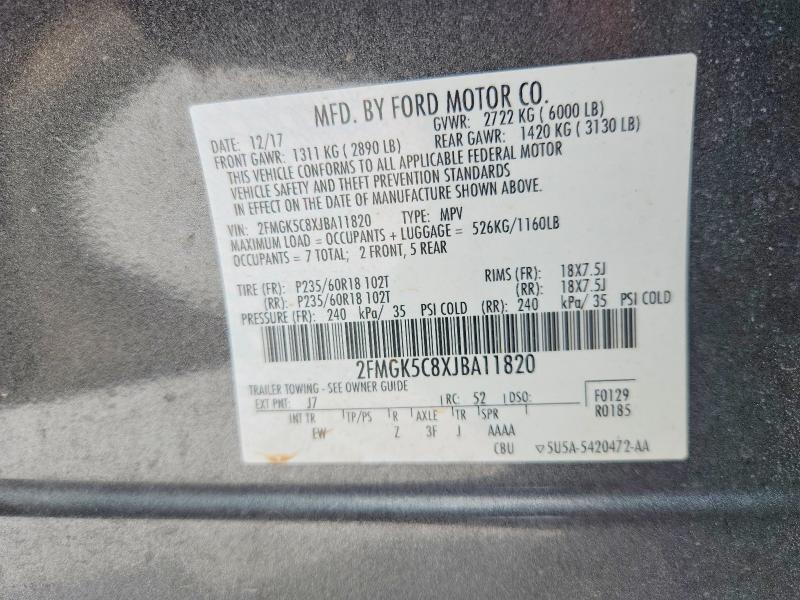 MFD. BY FORD MOTOR CO.
DATE: 12/17 GVWR: 2722 KG ( 6000 LB)
FRONT GAWR: 1311 KG ( 2890 LB) REAR GAWR: 1420 KG ( 3130 LB)
THIS VEHICLE CONFORMS TO ALL APPLICABLE FEDERAL MOTOR
VEHICLE SAFETY AND THEFT PREVENTION STANDARDS
IN EFFECT ON THE DATE OF MANUFACTURE SHOWN ABOVE.
VIN: 2FMGK5C8XJBA11820 TYPE: MPV
MAXIMUM LOAD = OCCUPANTS + LUGGAGE = 526KG/1160LB
OCCUPANTS = 7 TOTAL; 2 FRONT, 5 REAR
TIRE (FR): P235/60R18 102T RIMS (FR): 18X7.5J
(RR): P235/60R18 102T (RR): 18X7.5J
PRESSURE (FR): 240 kPa/ 35 PSI COLD (RR): 240 kPa/ 35 PSI COLD
2FMGK5C8XJBA11820
TRAILER TOWING - SEE OWNER GUIDE
EXT PNT: J7 RC: 52 DSO: F0129
INT TR TP/PS R AXLE TR SPR R0185
EW Z 3F J AAAA
CBU ▽5U5A-5420472-AA